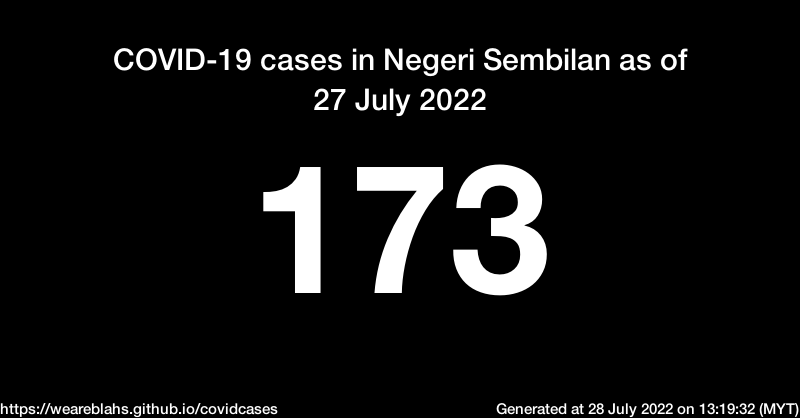 COVID-19 cases in Negeri Sembilan as of
27 July 2022
173
https://weareblahs.github.io/covidcases
Generated at 28 July 2022 on 13:19:32 (MYT)